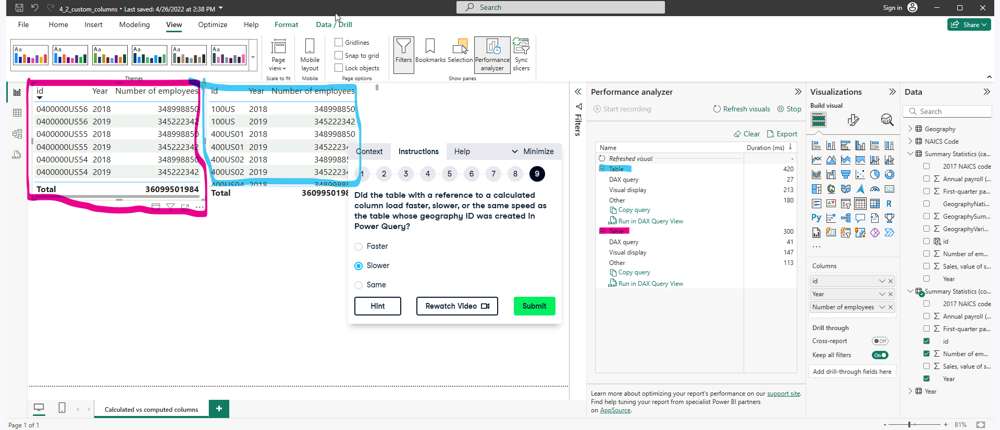 4_2_custom_columns • Last saved: 4/26/2022 at 2:38 PM
Search
Sign in
File Home Insert Modeling View Optimize Help Format Data / Drill
Share
Aa Aa Aa Aa Aa Aa
Page view
Mobile layout
Gridlines
Snap to grid
Lock objects
Filters
Bookmarks
Selection
Performance analyzer
Sync slicers
Themes
Scale to fit
Mobile
Page options
Show panes
id Year Number of employees
0400000US56 2018 348998850
0400000US56 2019 345222342
0400000US55 2018 348998850
0400000US55 2019 345222342
0400000US54 2018 348998850
0400000US54 2019 345222342
Total 36099501984
id Year Number of employees
100US 2018 348998850
100US 2019 345222342
400US01 2018 348998850
400US01 2019 34522234
400US02 2018 3489985
400US02 2019 34522234
400US04 2018 3489985
Total 3609950198
Context Instructions Help Minimize
1 2 3 4 5 6 7 8 9
Did the table with a reference to a calculated
column load faster, slower, or the same speed as
the table whose geography ID was created in
Power Query?
Faster
Slower
Same
Hint Rewatch Video Submit
Filters
Performance analyzer
Start recording Refresh visuals Stop
Clear Export
Name Duration (ms)
Refreshed visual -
Table 420
DAX query 27
Visual display 213
Other 180
Copy query
Run in DAX Query View
Table 300
DAX query 41
Visual display 147
Other 113
Copy query
Run in DAX Query View
Learn more about optimizing your report's performance on our support site.
Find help tuning your report from specialist Power BI partners
on AppSource.
Visualizations
Build visual
123
R
Py
...
Columns
id
Year
Number of employees
Drill through
Cross-report Off
Keep all filters On
Add drill-through fields here
Data
Search
Geography
NAICS Code
Summary Statistics (ca...
2017 NAICS code
Annual payroll (...
First-quarter pa...
GeographyNati...
GeographySum...
GeographyVari...
id
Number of em...
Sales, value of s...
Year
Summary Statistics (co...
2017 NAICS code
Annual payroll (...
First-quarter pa...
id
Number of em...
Sales, value of s...
Year
Year
Calculated vs computed columns
+
Page 1 of 1
- + 81%